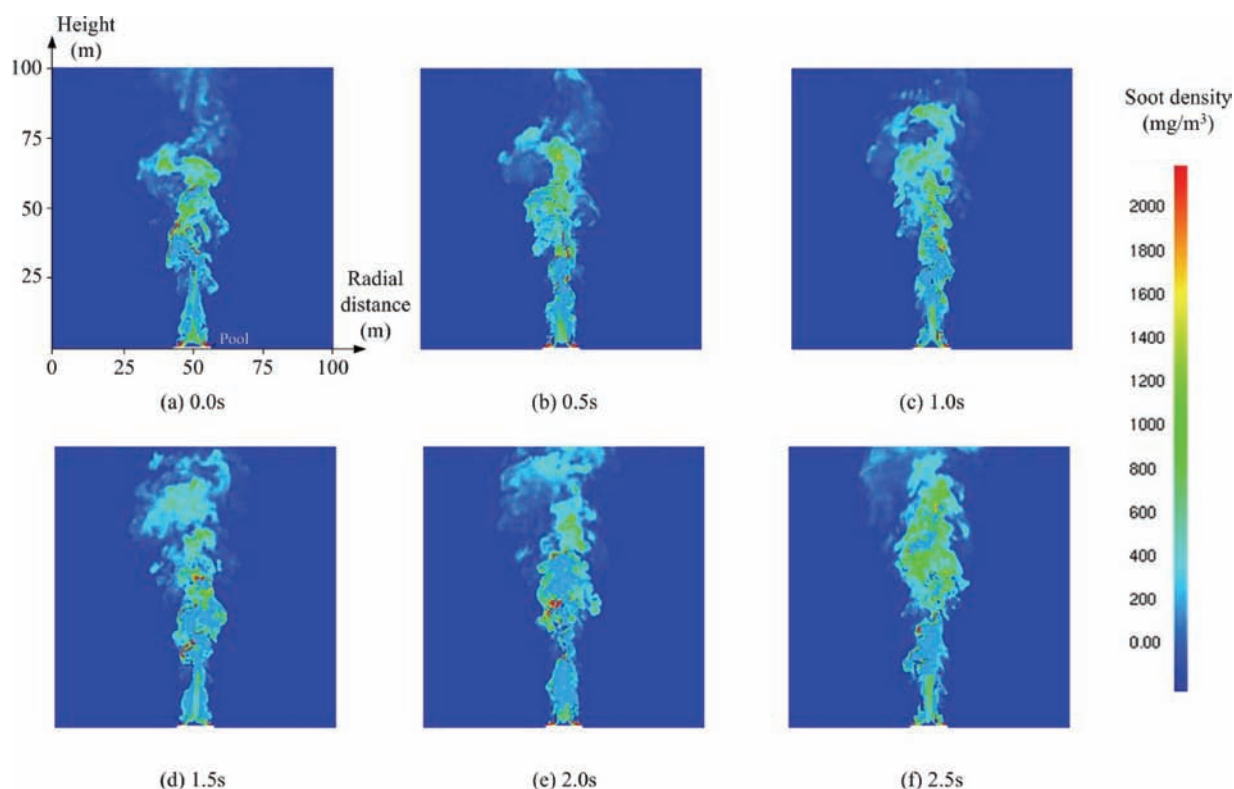 Height
(m)
100
75
50
25
0
25
50
75
100
Radial
distance
(m)
Pool
(a) 0.0s
(b) 0.5s
(c) 1.0s
Soot density
(mg/m³)
2000
1800
1600
1400
1200
1000
800
600
400
200
0.00
(d) 1.5s
(e) 2.0s
(f) 2.5s